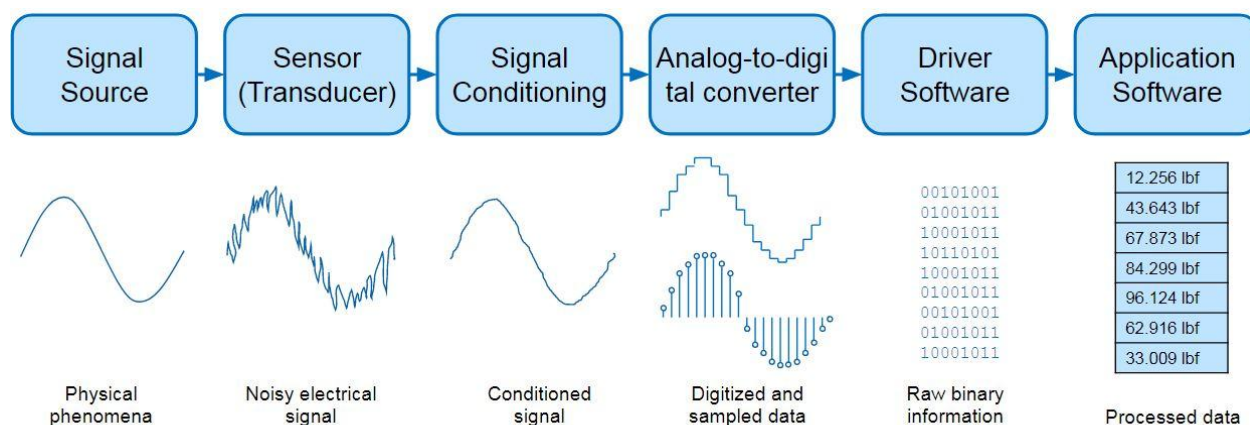 Signal
Source
Sensor
(Transducer)
Signal
Conditioning
Analog-to-digi
tal converter
Driver
Software
Application
Software
00101001
01001011
10001011
10110101
10001011
01001011
00101001
01001011
10001011
12.256 lbf
43.643 lbf
67.873 lbf
84.299 lbf
96.124 lbf
62.916 lbf
33.009 lbf
Physical
phenomena
Noisy electrical
signal
Conditioned
signal
Digitized and
sampled data
Raw binary
information
Processed data